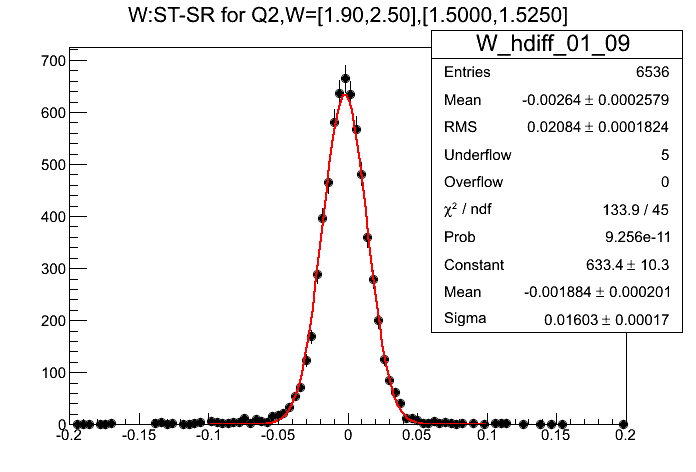 W:ST-SR for Q2,W=[1.90,2.50],[1.5000,1.5250]
W_hdiff_01_09
Entries 6536
Mean -0.00264 ± 0.0002579
RMS 0.02084 ± 0.0001824
Underflow 5
Overflow 0
χ² / ndf 133.9 / 45
Prob 9.256e-11
Constant 633.4 ± 10.3
Mean -0.001884 ± 0.000201
Sigma 0.01603 ± 0.00017
700
600
500
400
300
200
100
0
-0.2 -0.15 -0.1 -0.05 0 0.05 0.1 0.15 0.2